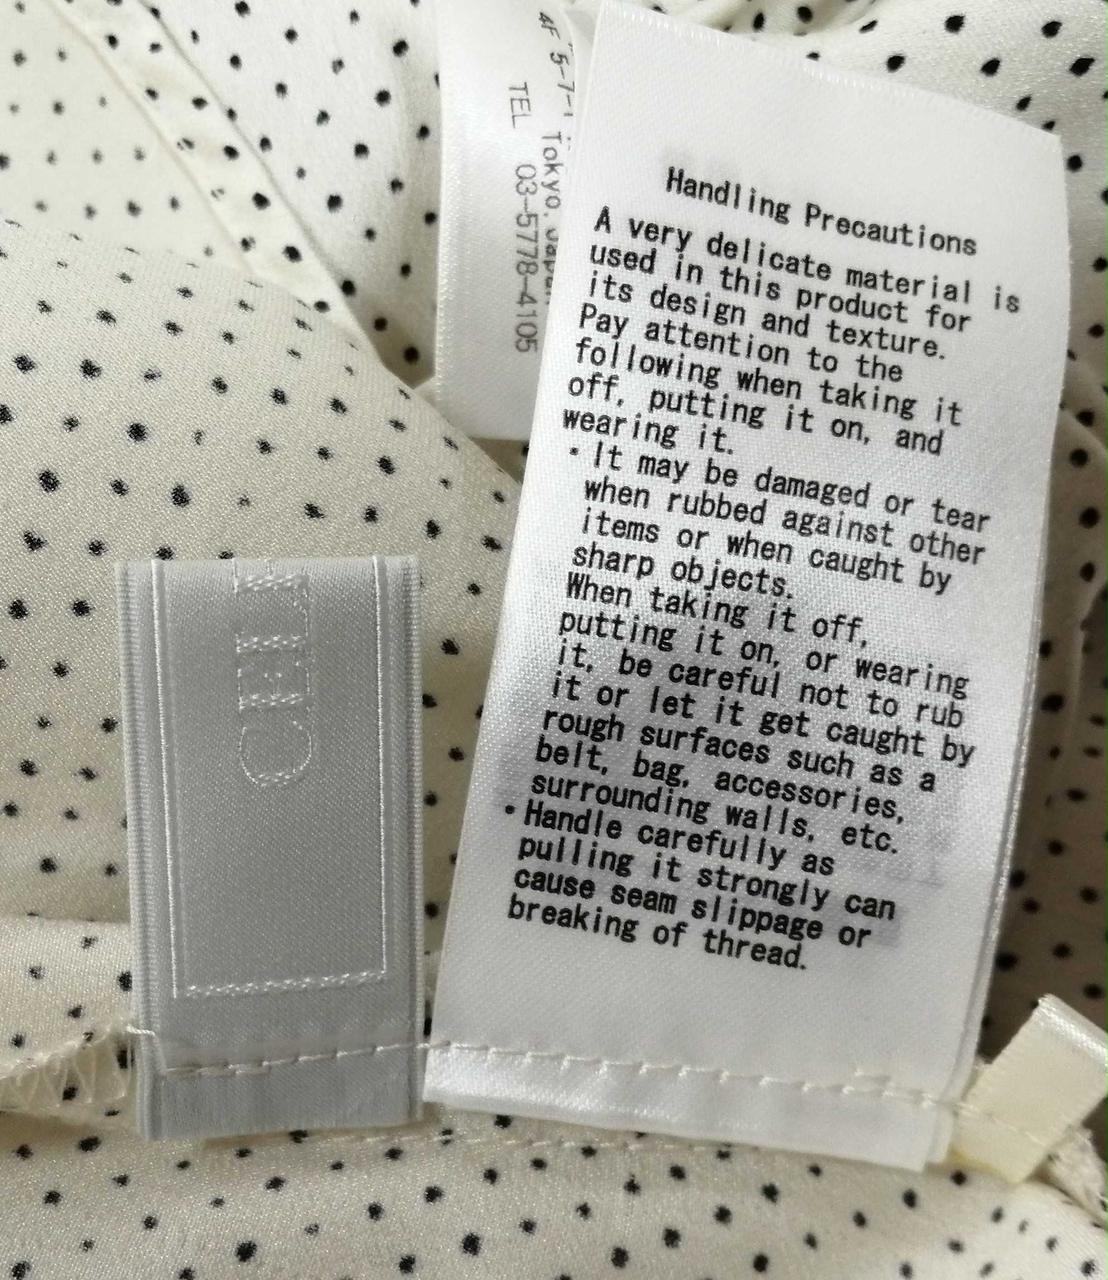 4F 5-7-1
Tokyo, Japan
TEL 03-5778-4105
Handling Precautions
A very delicate material is
used in this product for
its design and texture.
Pay attention to the
following when taking it
off, putting it on, and
wearing it.
・It may be damaged or tear
when rubbed against other
items or when caught by
sharp objects.
When taking it off,
putting it on, or wearing
it, be careful not to rub
it or let it get caught by
rough surfaces such as a
belt, bag, accessories,
surrounding walls, etc.
・Handle carefully as
pulling it strongly can
cause seam slippage or
breaking of thread.